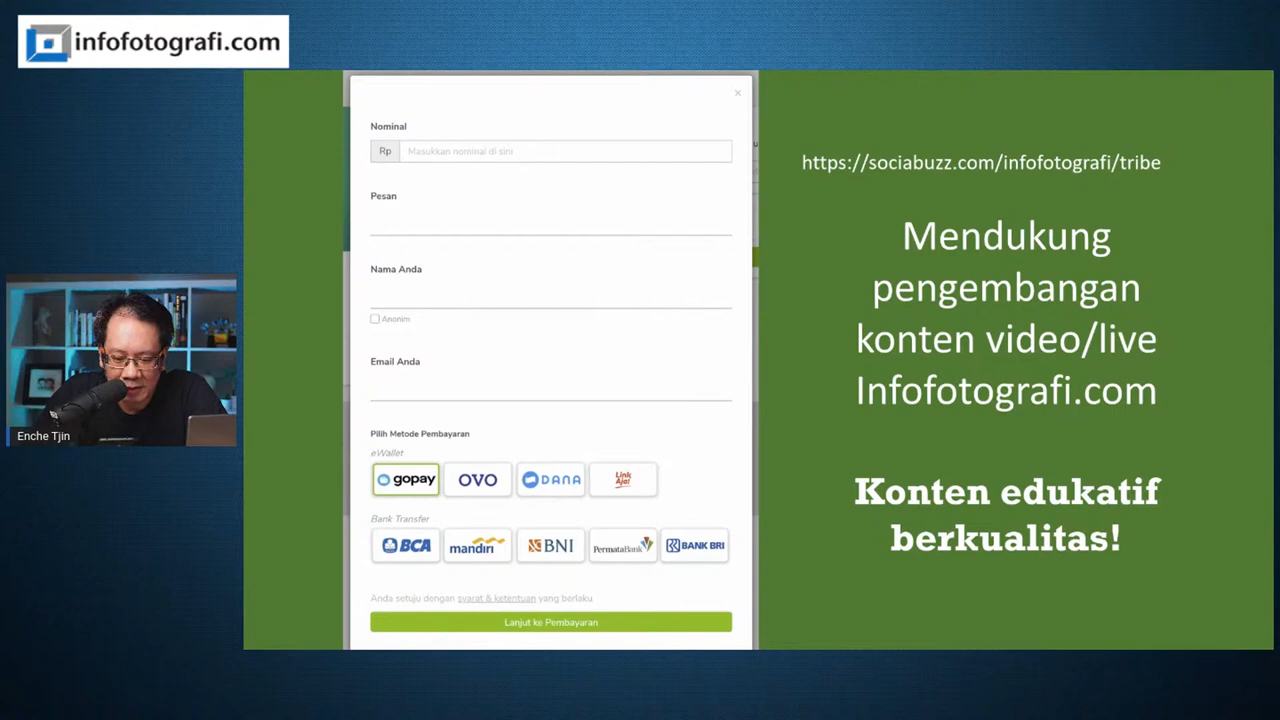 infofotografi.com
Nominal
Rp
Masukkan nominal di sini
Pesan
Nama Anda
Anonim
Email Anda
Pilih Metode Pembayaran
eWallet
gopay
OVO
DANA
Link
Aja!
Bank Transfer
BCA
mandiri
BNI
PermataBank
BANK BRI
Anda setuju dengan syarat & ketentuan yang berlaku
Lanjut ke Pembayaran
https://sociabuzz.com/infofotografi/tribe
Mendukung
pengembangan
konten video/live
Infofotografi.com
Konten edukatif
berkualitas!
Enche Tjin